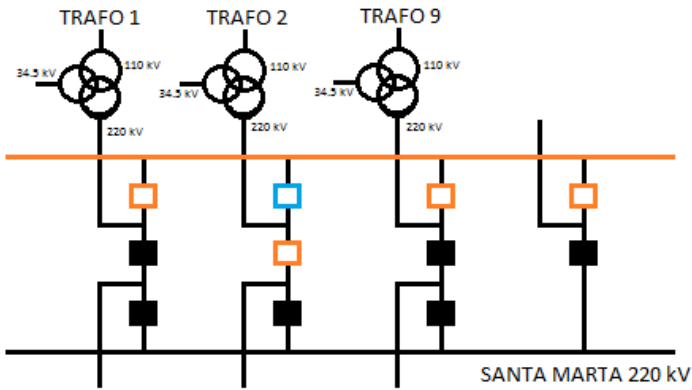 TRAFO 1
TRAFO 2
TRAFO 9
110 kV
110 kV
110 kV
34.5 kV
34.5 kV
34.5 kV
220 kV
220 kV
220 kV
SANTA MARTA 220 kV